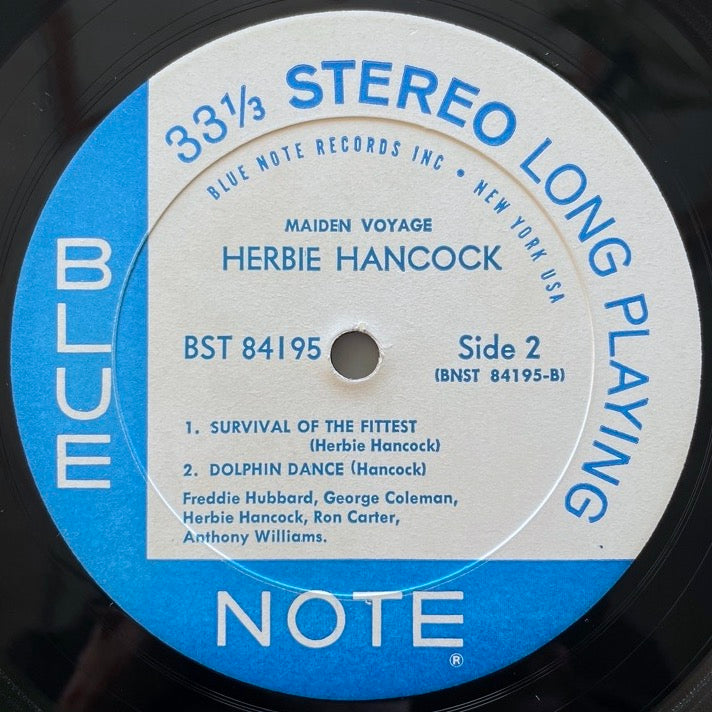 33⅓ STEREO LONG PLAYING
BLUE NOTE RECORDS INC • NEW YORK USA
MAIDEN VOYAGE
HERBIE HANCOCK
BST 84195
Side 2
(BNST 84195-B)
1. SURVIVAL OF THE FITTEST
(Herbie Hancock)
2. DOLPHIN DANCE (Hancock)
Freddie Hubbard, George Coleman,
Herbie Hancock, Ron Carter,
Anthony Williams.
BLUE
NOTE
®